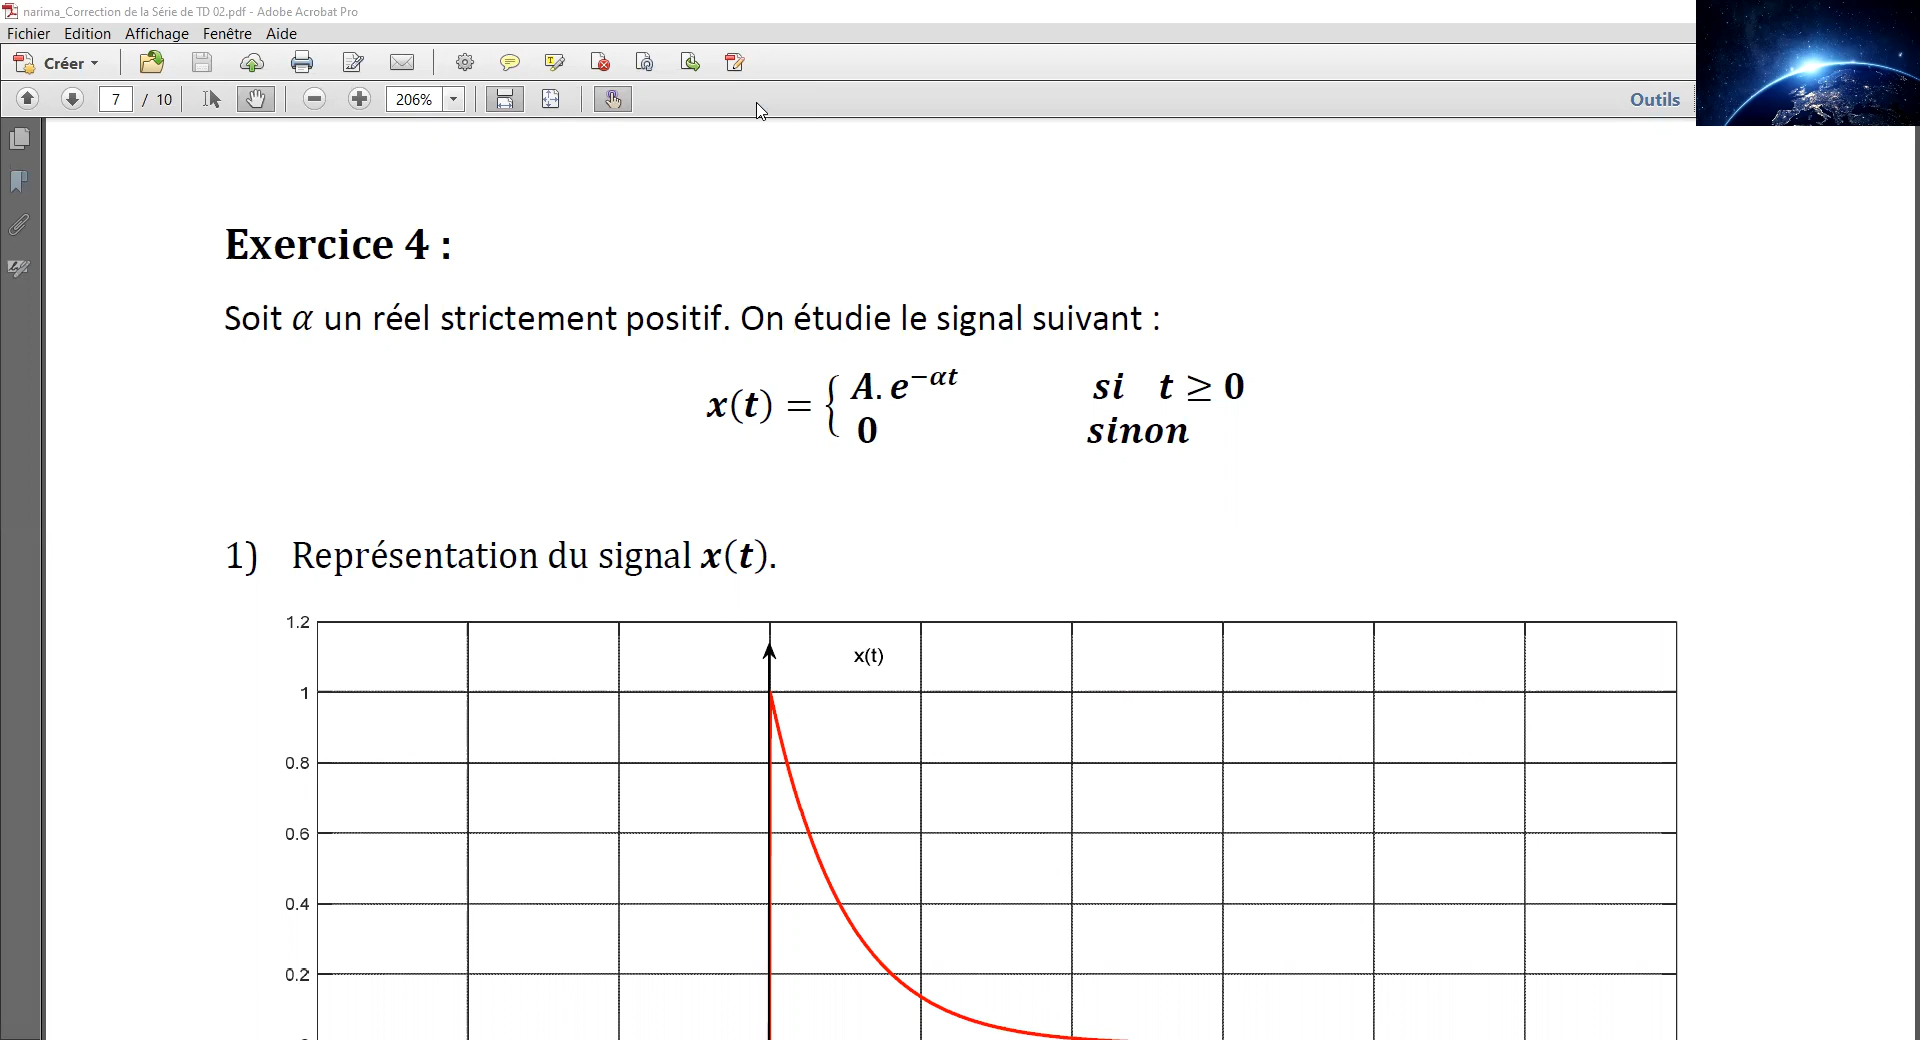 narima_Correction de la Série de TD 02.pdf - Adobe Acrobat Pro
Fichier Edition Affichage Fenêtre Aide
Créer
7 / 10 206% Outils
Exercice 4 :
Soit α un réel strictement positif. On étudie le signal suivant :
x(t) = { A. e^{-αt} si t ≥ 0
0 sinon
1) Représentation du signal x(t).
1.2
x(t)
1
0.8
0.6
0.4
0.2